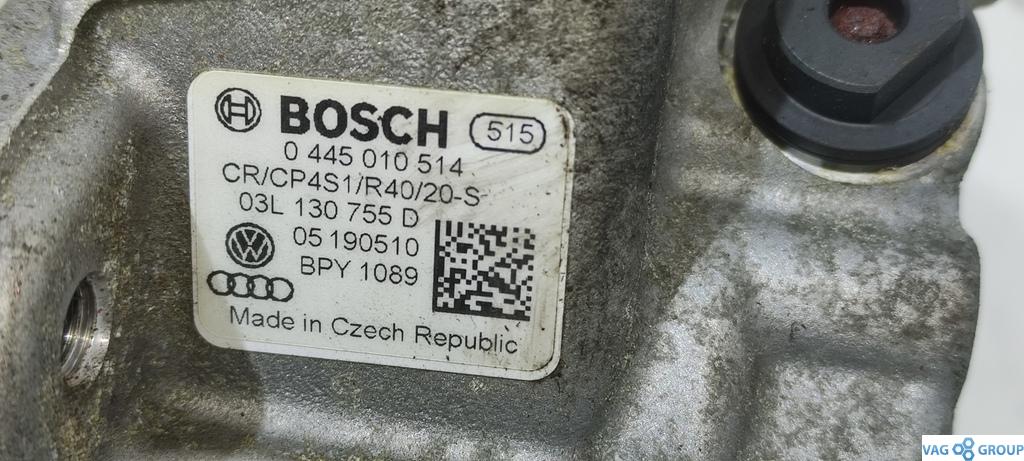 BOSCH 515
0 445 010 514
CR/CP4S1/R40/20-S
03L 130 755 D
05 190510
BPY 1089
Made in Czech Republic
VAG GROUP